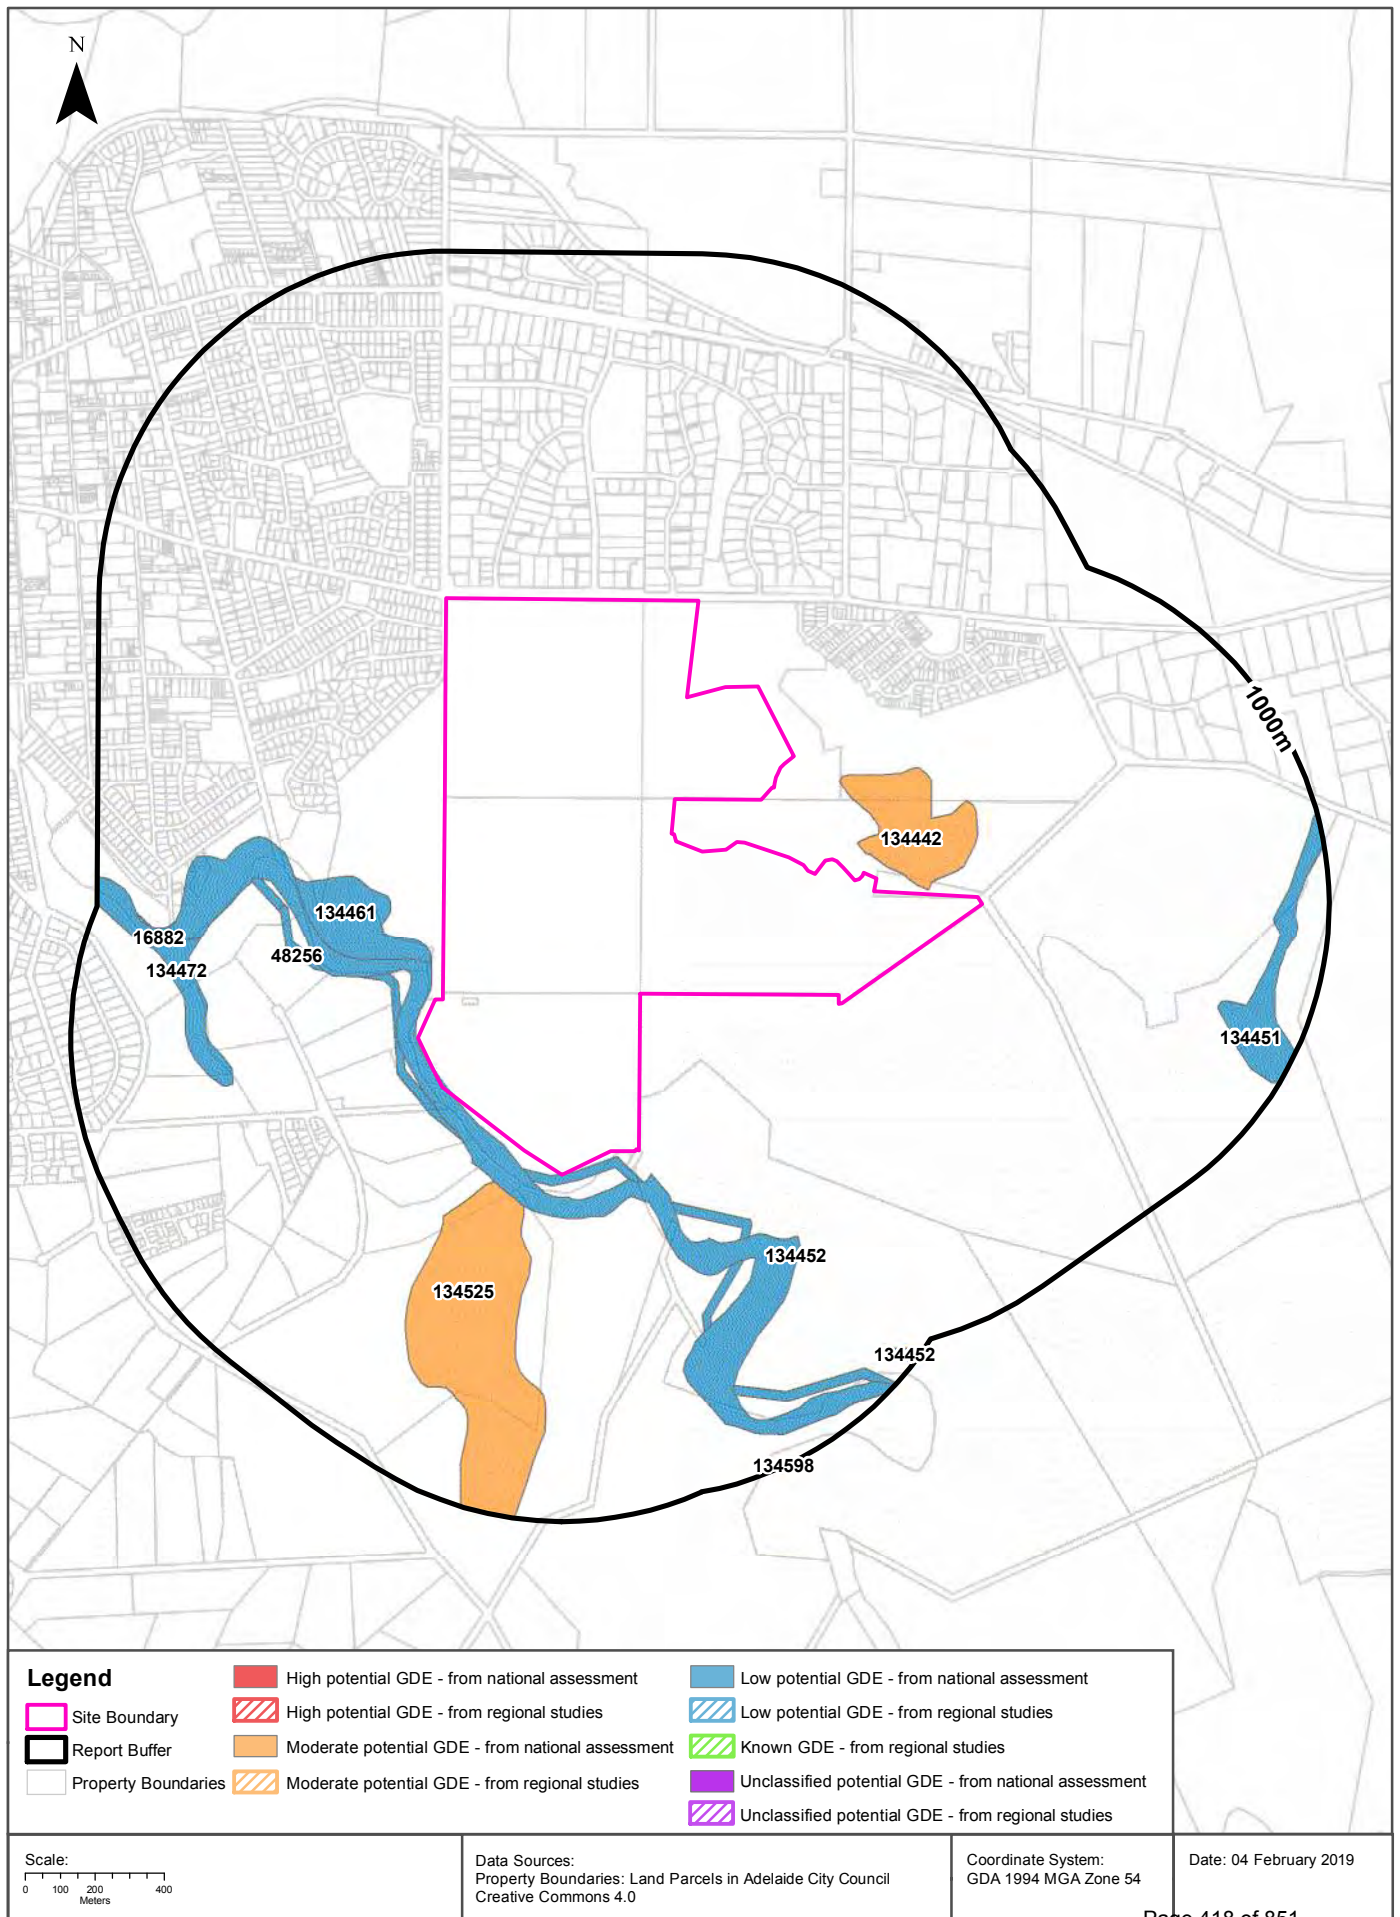 N
1000m
134442
134461
16882
48256
134472
134451
134452
134525
134452
134598
Legend
Site Boundary
Report Buffer
Property Boundaries
High potential GDE - from national assessment
High potential GDE - from regional studies
Moderate potential GDE - from national assessment
Moderate potential GDE - from regional studies
Low potential GDE - from national assessment
Low potential GDE - from regional studies
Known GDE - from regional studies
Unclassified potential GDE - from national assessment
Unclassified potential GDE - from regional studies
Scale:
0 100 200 400
Meters
Data Sources:
Property Boundaries: Land Parcels in Adelaide City Council
Creative Commons 4.0
Coordinate System:
GDA 1994 MGA Zone 54
Date: 04 February 2019
Page 418 of 851